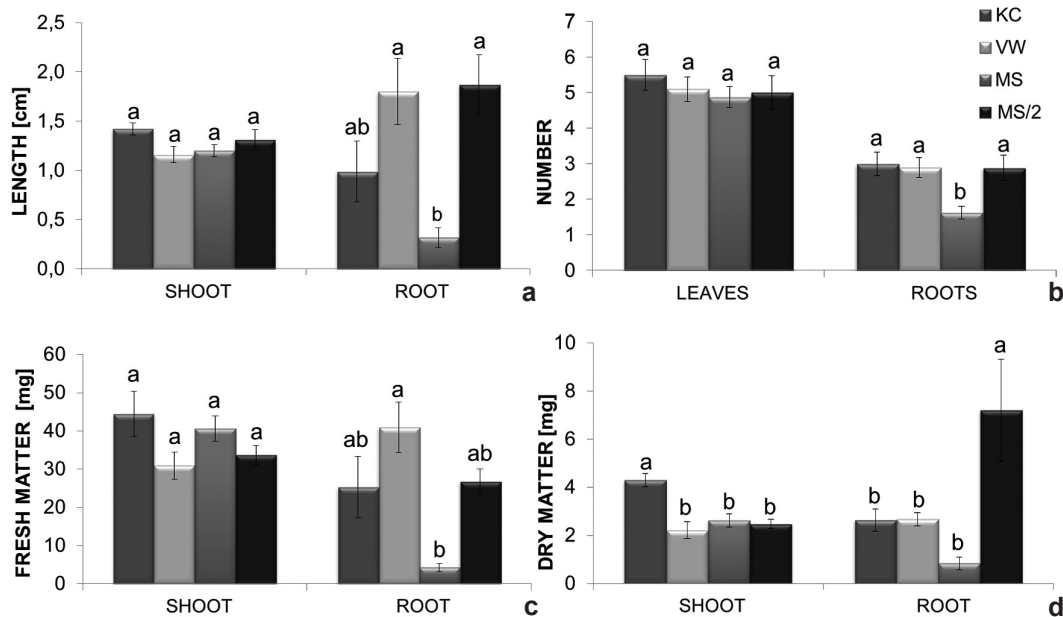 LENGTH [cm]
2,5
2,0
1,5
1,0
0,5
0,0
a
a
a
a
ab
a
b
a
SHOOT
ROOT
a
NUMBER
7
6
5
4
3
2
1
0
a
a
a
a
a
a
b
a
LEAVES
ROOTS
b
KC
VW
MS
MS/2
FRESH MATTER [mg]
60
50
40
30
20
10
0
a
a
a
a
ab
a
b
ab
SHOOT
ROOT
c
DRY MATTER [mg]
10
8
6
4
2
0
a
b
b
b
b
b
b
a
SHOOT
ROOT
d